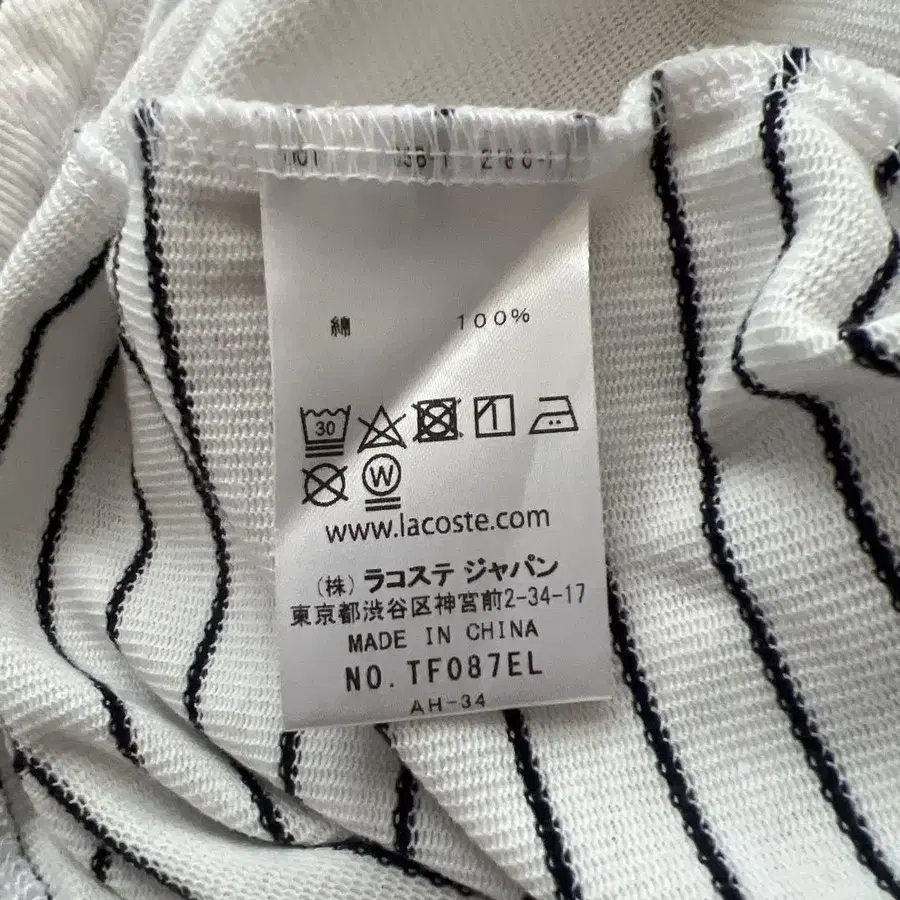 綿 100%
30
W
www.lacoste.com
(株) ラコステ ジャパン
東京都渋谷区神宮前2-34-17
MADE IN CHINA
NO. TF087EL
AH-34